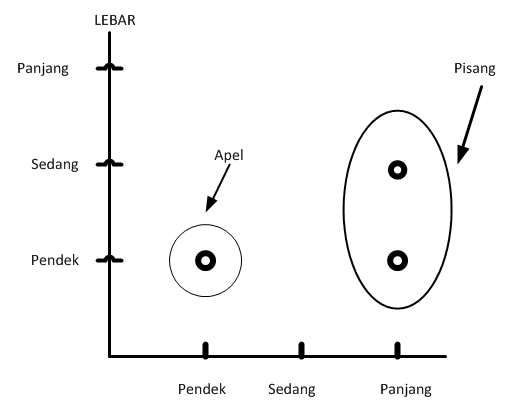 LEBAR
Panjang
Pisang
Apel
Sedang
Pendek
Pendek
Sedang
Panjang